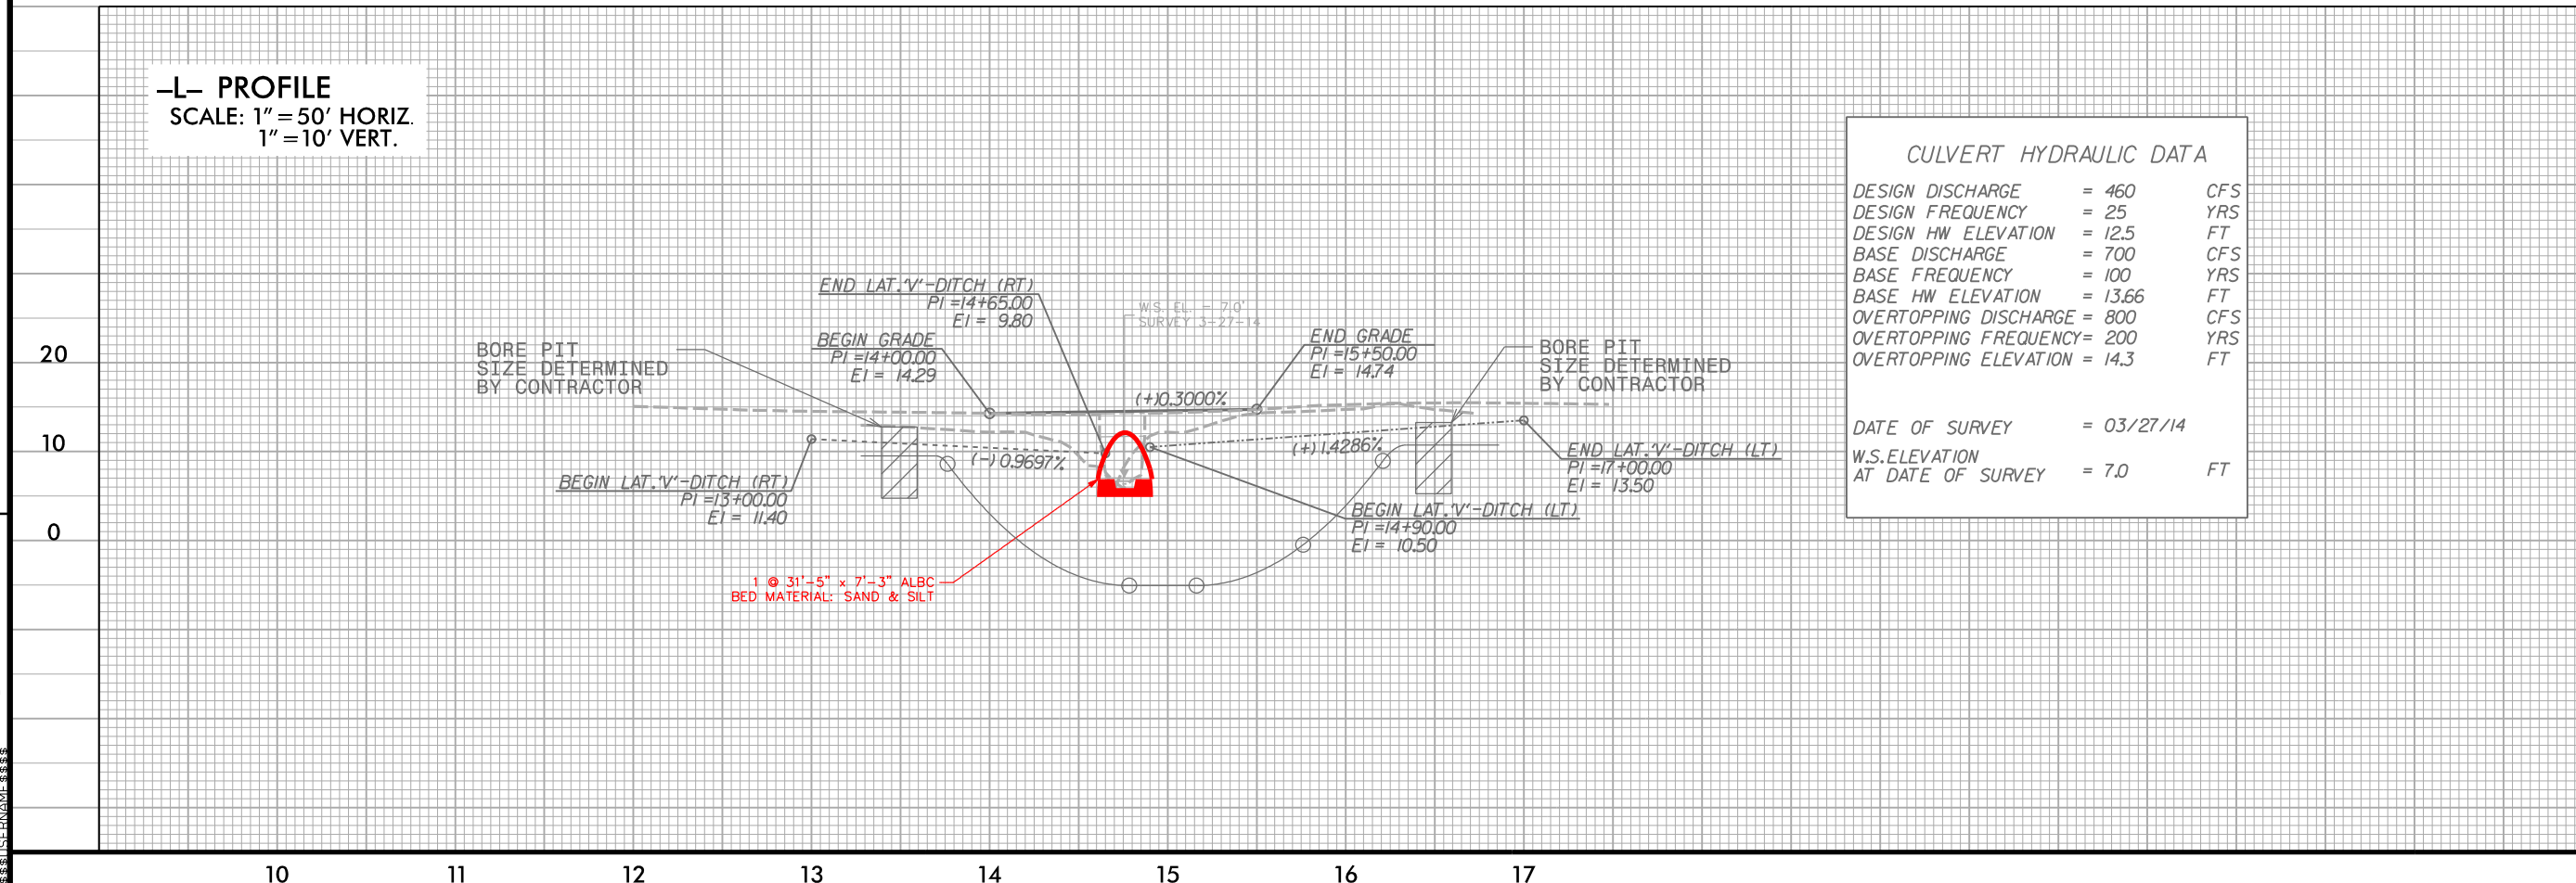 –L– PROFILE
SCALE: 1"=50' HORIZ.
1"=10' VERT.
CULVERT HYDRAULIC DATA
DESIGN DISCHARGE = 460 CFS
DESIGN FREQUENCY = 25 YRS
DESIGN HW ELEVATION = 12.5 FT
BASE DISCHARGE = 700 CFS
BASE FREQUENCY = 100 YRS
BASE HW ELEVATION = 13.66 FT
OVERTOPPING DISCHARGE = 800 CFS
OVERTOPPING FREQUENCY = 200 YRS
OVERTOPPING ELEVATION = 14.3 FT
DATE OF SURVEY = 03/27/14
W.S.ELEVATION
AT DATE OF SURVEY = 7.0 FT
END LAT.'V'-DITCH (RT)
PI =14+65.00
El = 9.80
W.S. EL. = 7.0'
SURVEY 3-27-14
BEGIN GRADE
PI =14+00.00
El = 14.29
END GRADE
PI =15+50.00
El = 14.74
BORE PIT
SIZE DETERMINED
BY CONTRACTOR
BORE PIT
SIZE DETERMINED
BY CONTRACTOR
(+)0.3000%
(-)0.9697%
(+)1.4286%
BEGIN LAT.'V'-DITCH (RT)
PI =13+00.00
El = 11.40
END LAT.'V'-DITCH (LT)
PI =17+00.00
El = 13.50
BEGIN LAT.'V'-DITCH (LT)
PI =14+90.00
El = 10.50
1 @ 31'-5" x 7'-3" ALBC
BED MATERIAL: SAND & SILT
20
10
0
10 11 12 13 14 15 16 17